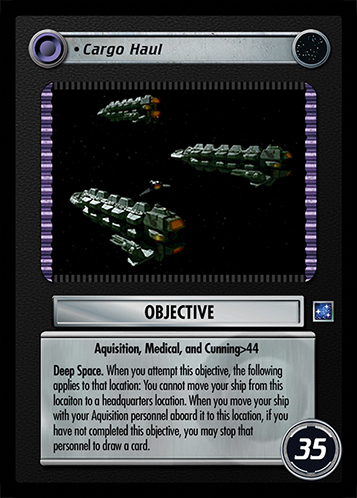 • Cargo Haul
OBJECTIVE
Aquisition, Medical, and Cunning>44
Deep Space. When you attempt this objective, the following
applies to that location: You cannot move your ship from this
locaiton to a headquarters location. When you move your ship
with your Aquisition personnel aboard it to this location, if you
have not completed this objective, you may stop that
personnel to draw a card.
35